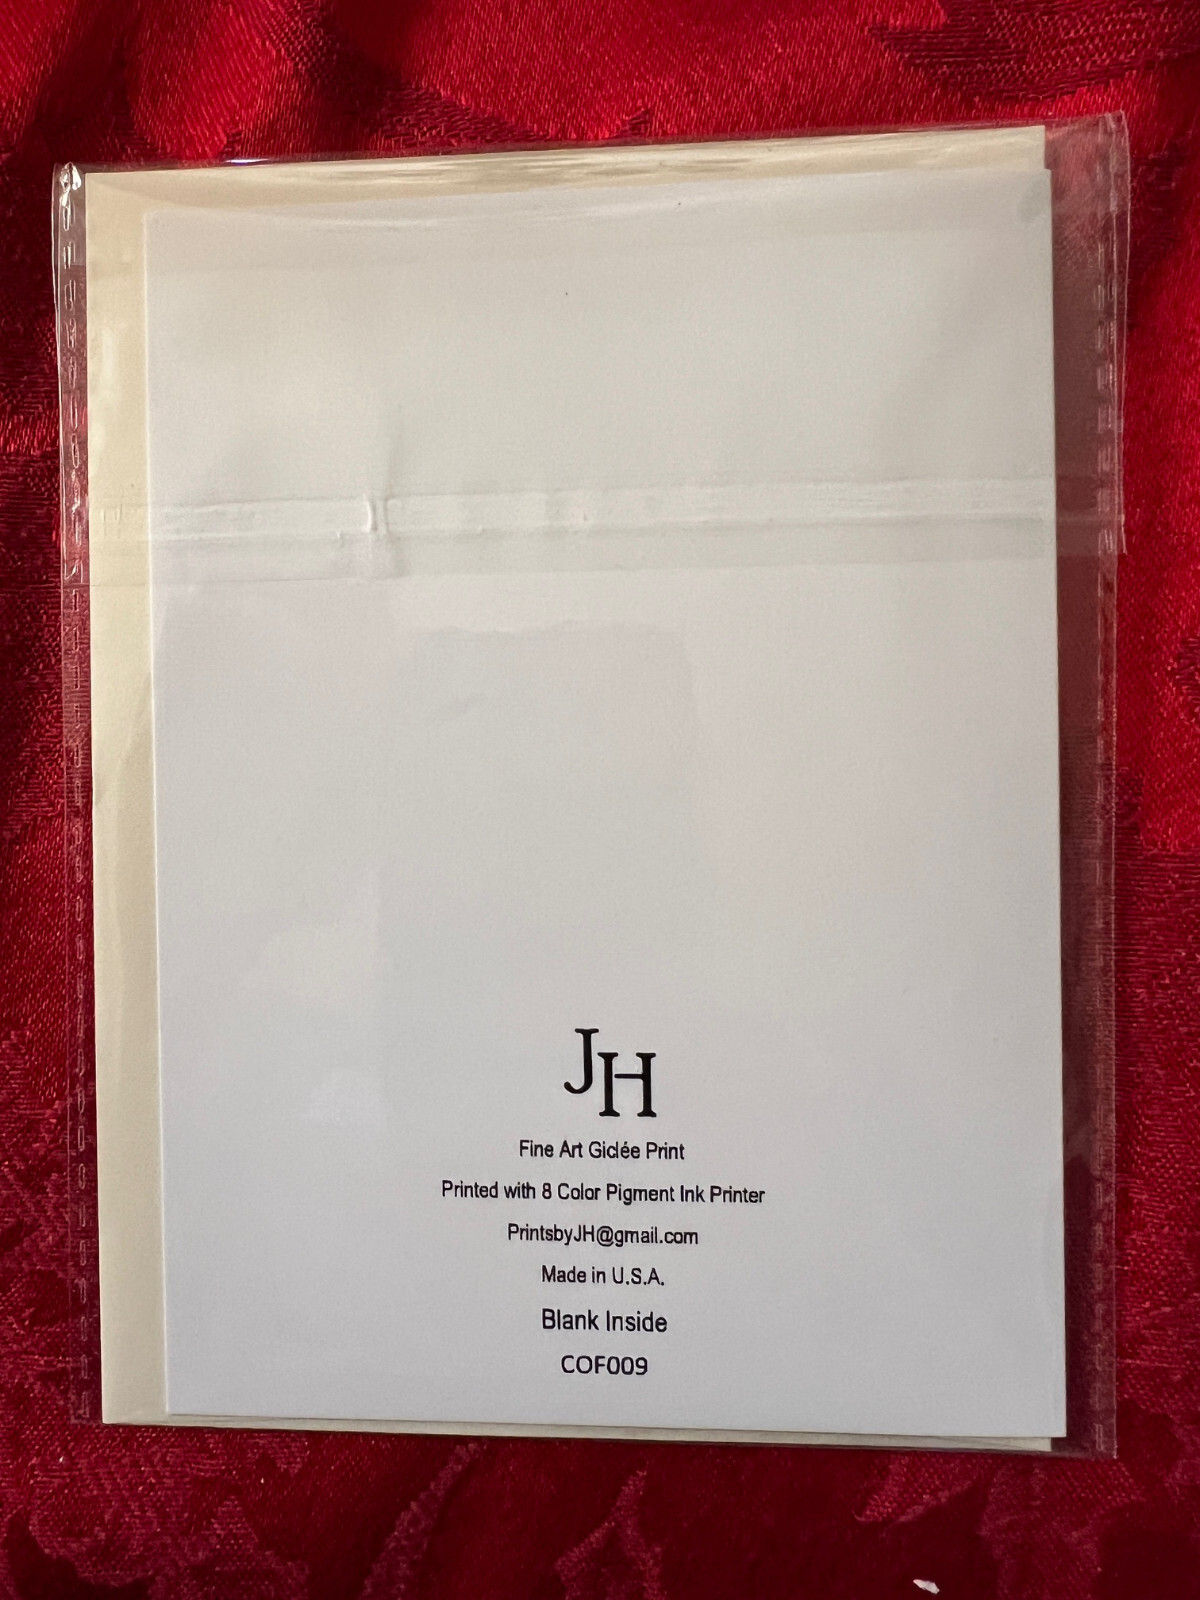 JH
Fine Art Giclée Print
Printed with 8 Color Pigment Ink Printer
PrintsbyJH@gmail.com
Made in U.S.A.
Blank Inside
COF009